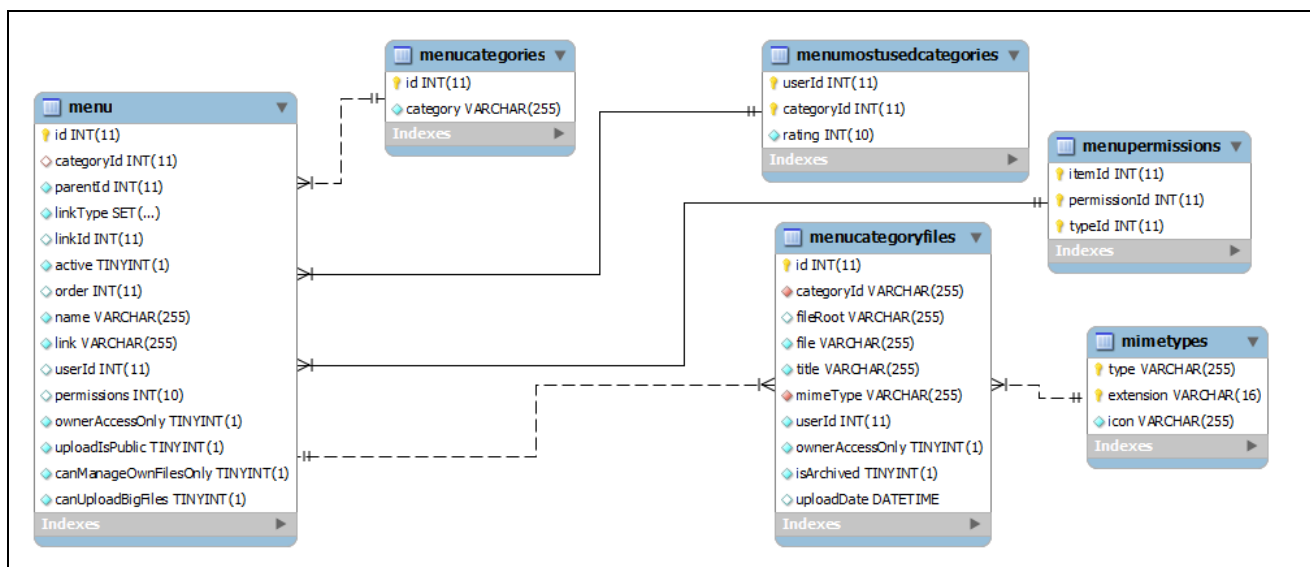 menu
id INT(11)
categoryId INT(11)
parentId INT(11)
linkType SET(...)
linkId INT(11)
active TINYINT(1)
order INT(11)
name VARCHAR(255)
link VARCHAR(255)
userId INT(11)
permissions INT(10)
ownerAccessOnly TINYINT(1)
uploadIsPublic TINYINT(1)
canManageOwnFilesOnly TINYINT(1)
canUploadBigFiles TINYINT(1)
Indexes
menucategories
id INT(11)
category VARCHAR(255)
Indexes
menumostusedcategories
userId INT(11)
categoryId INT(11)
rating INT(10)
Indexes
menupermissions
itemId INT(11)
permissionId INT(11)
typeId INT(11)
Indexes
menucategoryfiles
id INT(11)
categoryId VARCHAR(255)
fileRoot VARCHAR(255)
file VARCHAR(255)
title VARCHAR(255)
mimeType VARCHAR(255)
userId INT(11)
ownerAccessOnly TINYINT(1)
isArchived TINYINT(1)
uploadDate DATETIME
Indexes
mimetypes
type VARCHAR(255)
extension VARCHAR(16)
icon VARCHAR(255)
Indexes